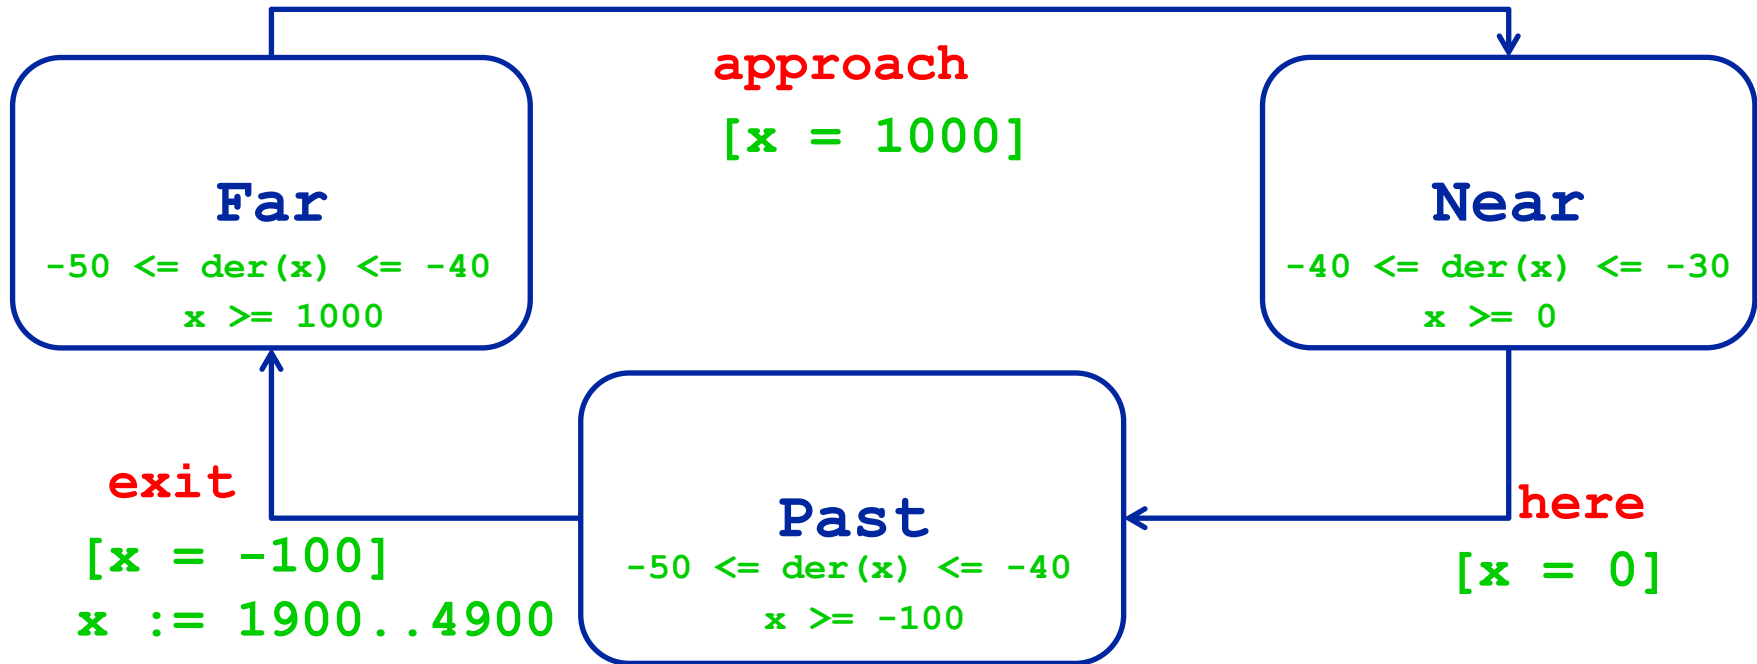 approach
[x = 1000]
Far
-50 <= der(x) <= -40
x >= 1000
Near
-40 <= der(x) <= -30
x >= 0
exit
[x = -100]
x := 1900..4900
Past
-50 <= der(x) <= -40
x >= -100
here
[x = 0]